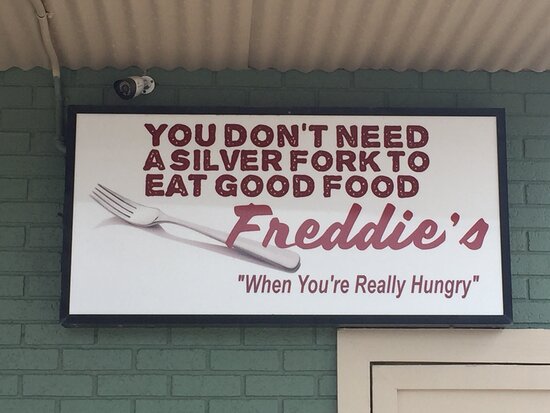 YOU DON'T NEED
A SILVER FORK TO
EAT GOOD FOOD
Freddie's
"When You're Really Hungry"